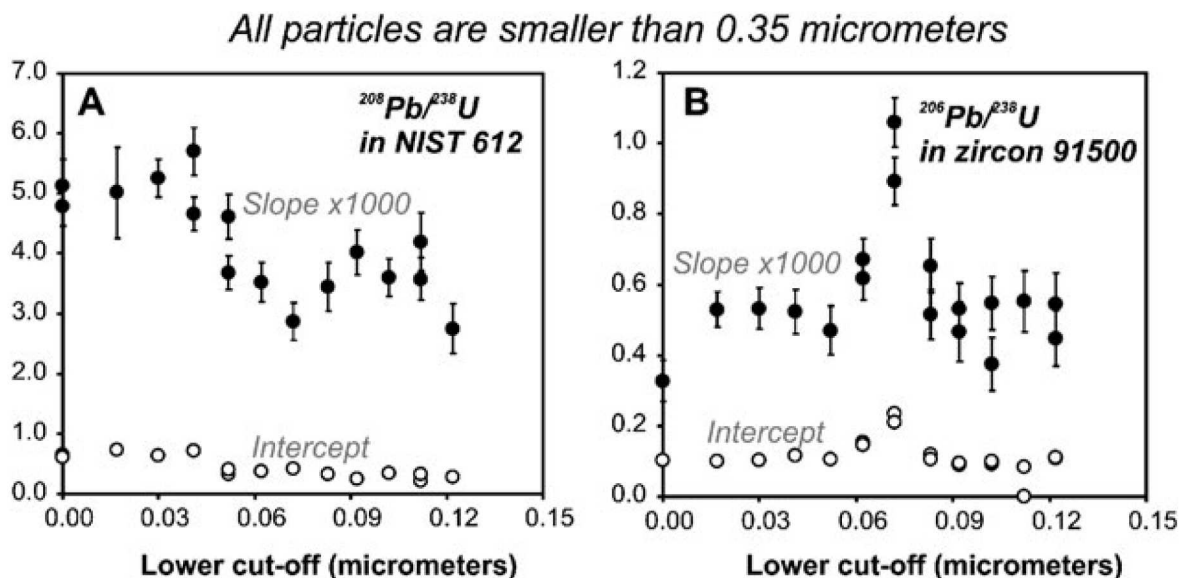 All particles are smaller than 0.35 micrometers
7.0
6.0
5.0
4.0
3.0
2.0
1.0
0.0
A
²⁰⁸Pb/²³⁸U
in NIST 612
Slope x1000
Intercept
0.00 0.03 0.06 0.09 0.12 0.15
Lower cut-off (micrometers)
1.2
1.0
0.8
0.6
0.4
0.2
0.0
B
²⁰⁶Pb/²³⁸U
in zircon 91500
Slope x1000
Intercept
0.00 0.03 0.06 0.09 0.12 0.15
Lower cut-off (micrometers)